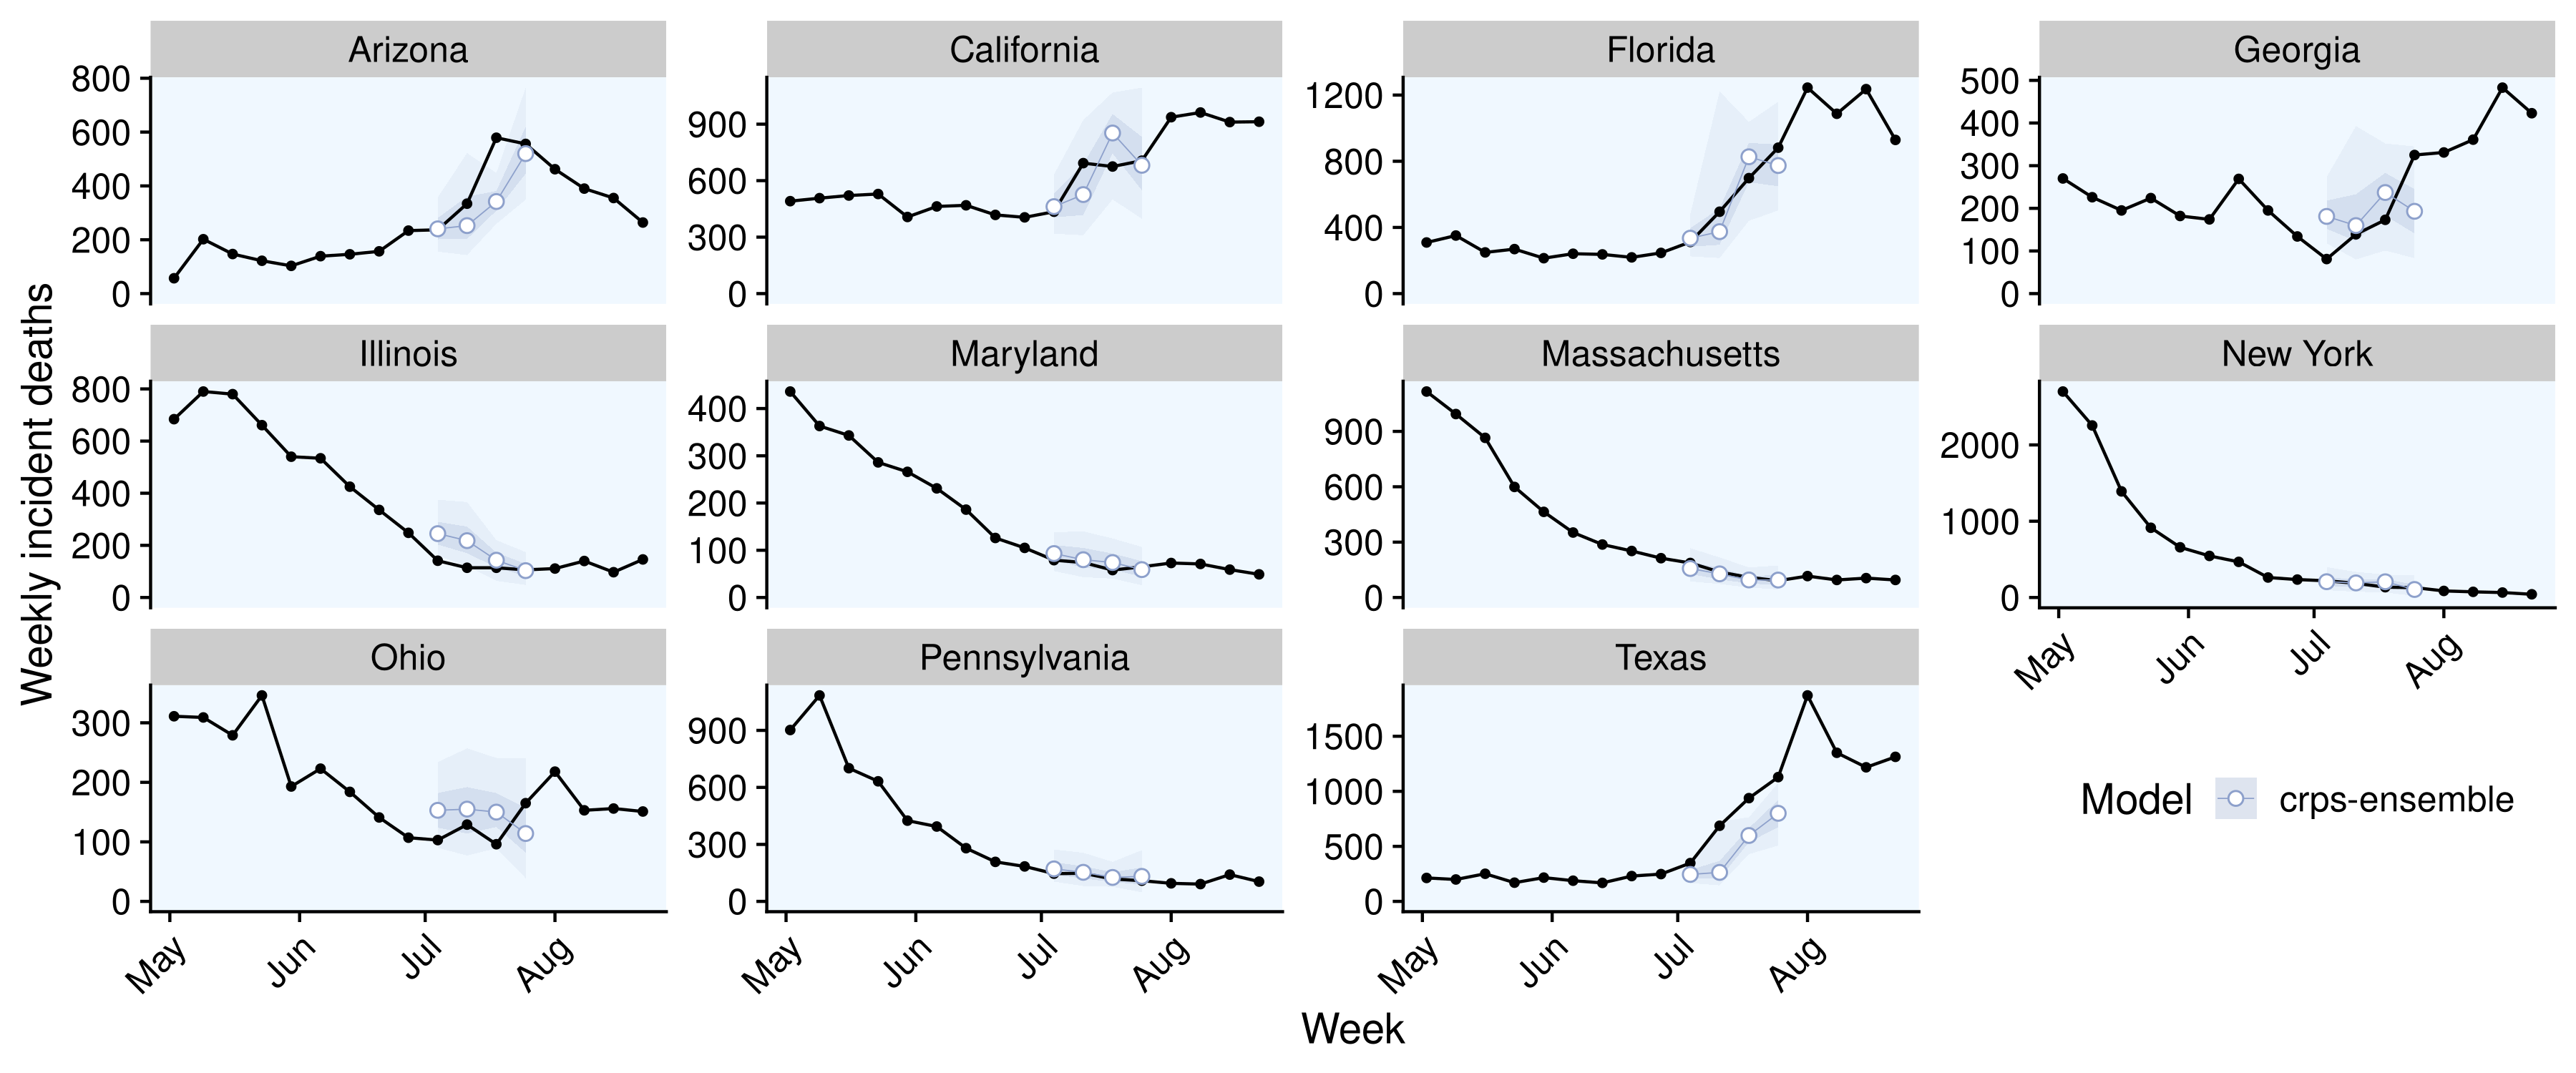 Weekly incident deaths
Arizona
800
600
400
200
0
California
900
600
300
0
Florida
1200
800
400
0
Georgia
500
400
300
200
100
0
Illinois
800
600
400
200
0
Maryland
400
300
200
100
0
Massachusetts
900
600
300
0
New York
2000
1000
0
May Jun Jul Aug
Ohio
300
200
100
0
May Jun Jul Aug
Pennsylvania
900
600
300
0
May Jun Jul Aug
Texas
1500
1000
500
0
May Jun Jul Aug
Model crps-ensemble
Week